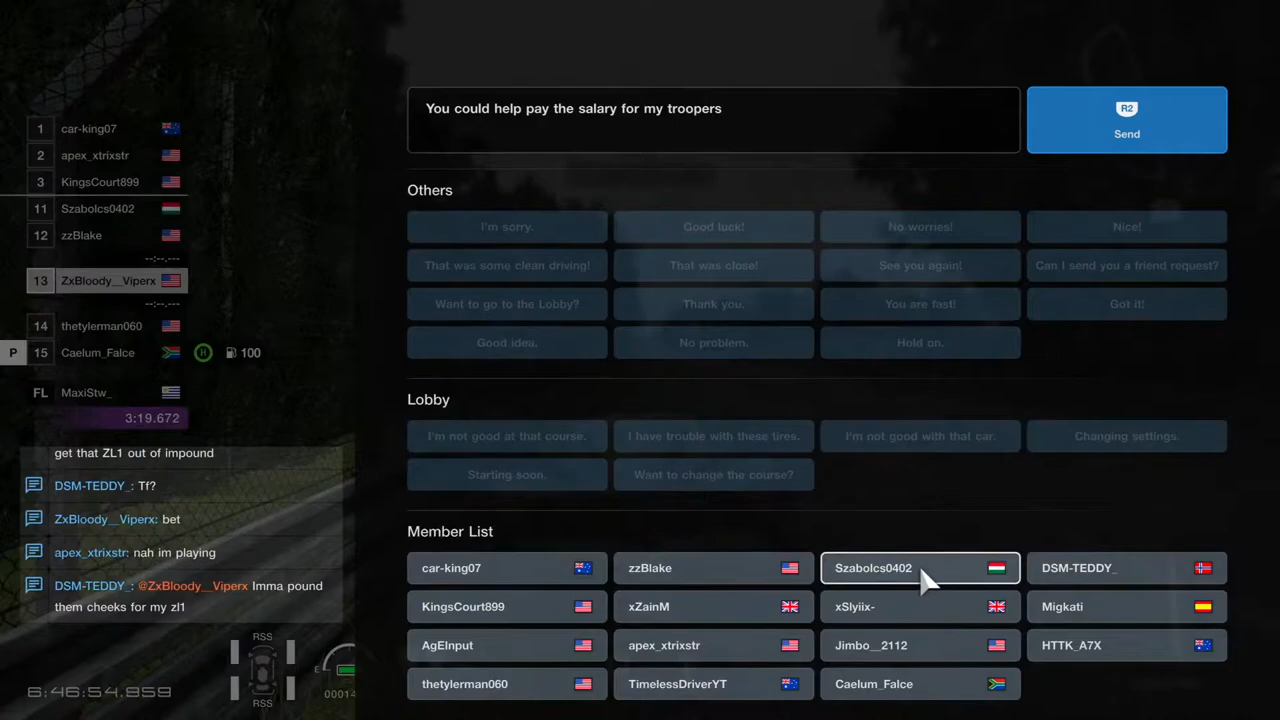 1 car-king07
2 apex_xtrixstr
3 KingsCourt899
11 Szabolcs0402
12 zzBlake
--:--.---
13 ZxBloody__Viperx
--:--.---
14 thetylerman060
P 15 Caelum_Falce H 100
FL MaxiStw_
3:19.672
get that ZL1 out of impound
DSM-TEDDY_: Tf?
ZxBloody__Viperx: bet
apex_xtrixstr: nah im playing
DSM-TEDDY_: @ZxBloody__Viperx Imma pound
them cheeks for my zl1
RSS
E
00014
RSS
6:46:54.859
You could help pay the salary for my troopers
R2
Send
Others
I'm sorry. Good luck! No worries! Nice!
That was some clean driving! That was close! See you again! Can I send you a friend request?
Want to go to the Lobby? Thank you. You are fast! Got it!
Good idea. No problem. Hold on.
Lobby
I'm not good at that course. I have trouble with these tires. I'm not good with that car. Changing settings.
Starting soon. Want to change the course?
Member List
car-king07 zzBlake Szabolcs0402 DSM-TEDDY_
KingsCourt899 xZainM xSlyiix- Migkati
AgEInput apex_xtrixstr Jimbo__2112 HTTK_A7X
thetylerman060 TimelessDriverYT Caelum_Falce